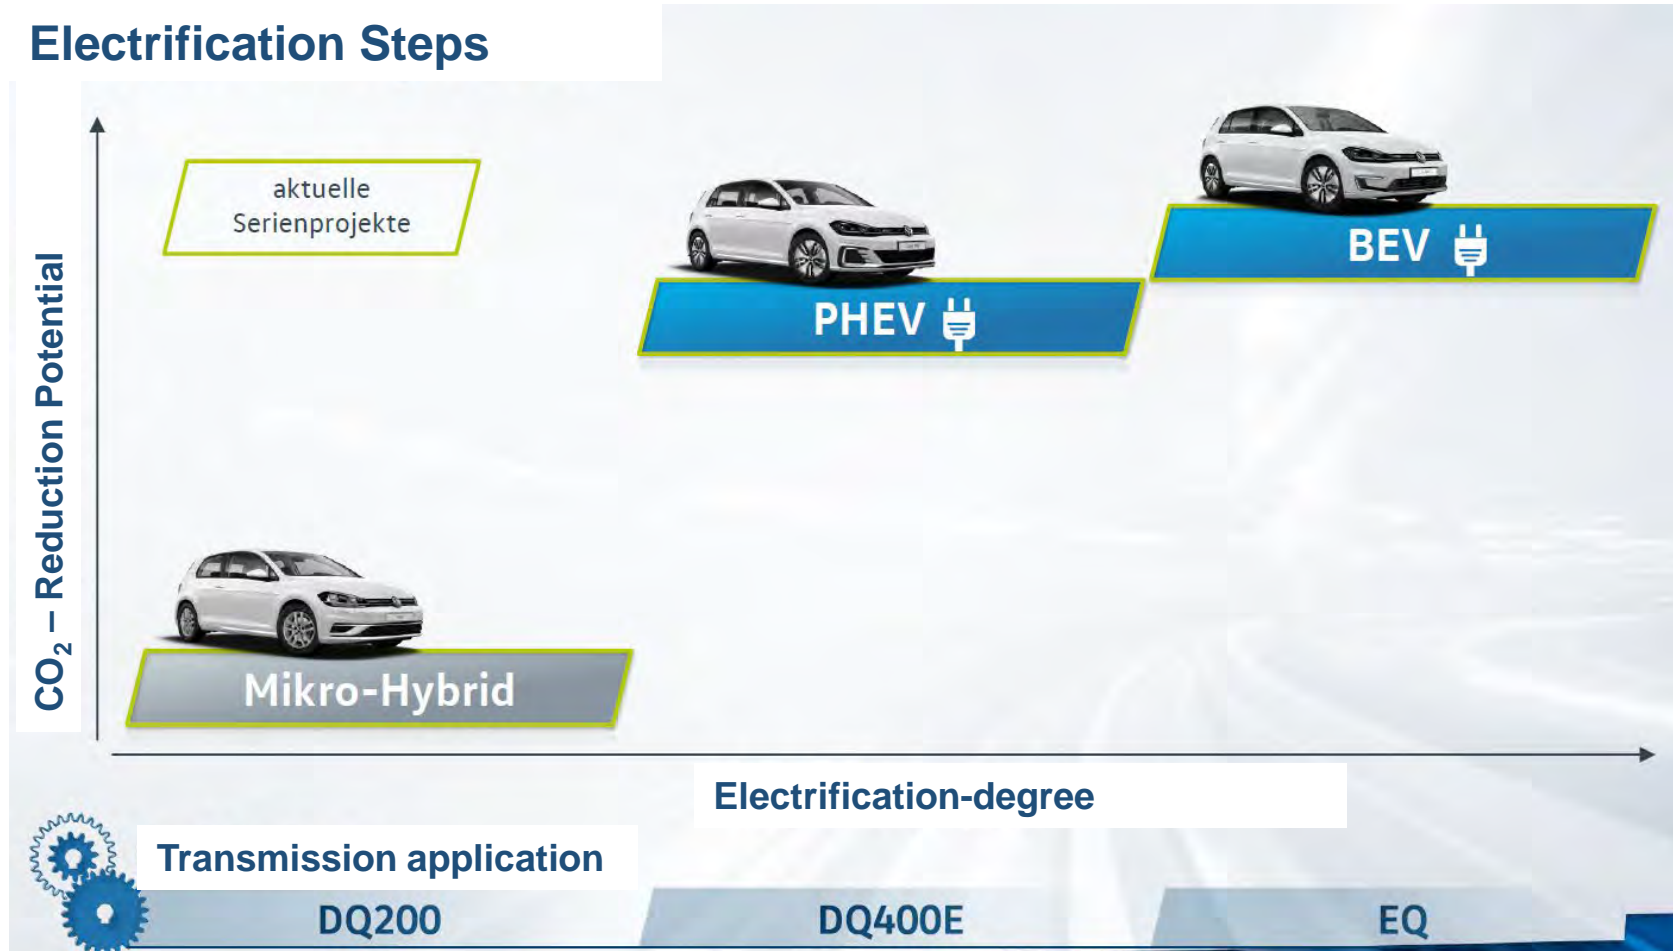 Electrification Steps
aktuelle
Serienprojekte
BEV
PHEV
CO₂ – Reduction Potential
Mikro-Hybrid
Electrification-degree
Transmission application
DQ200
DQ400E
EQ